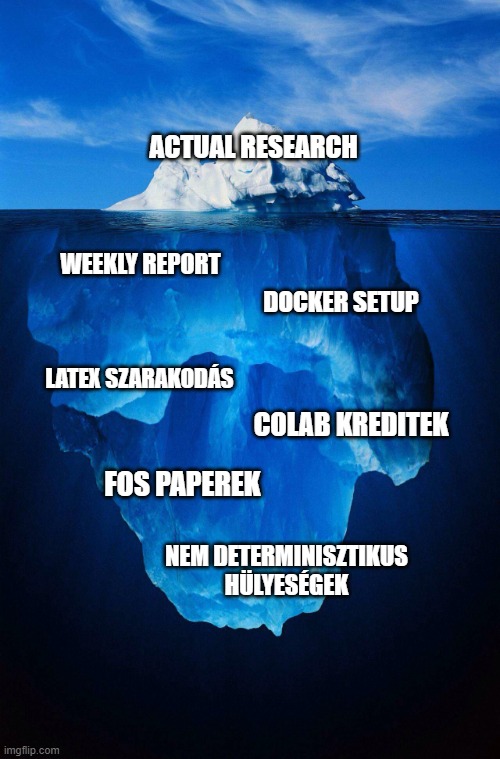 ACTUAL RESEARCH
WEEKLY REPORT
DOCKER SETUP
LATEX SZARAKODÁS
COLAB KREDITEK
FOS PAPEREK
NEM DETERMINISZTIKUS
HÜLYESÉGEK
imgflip.com